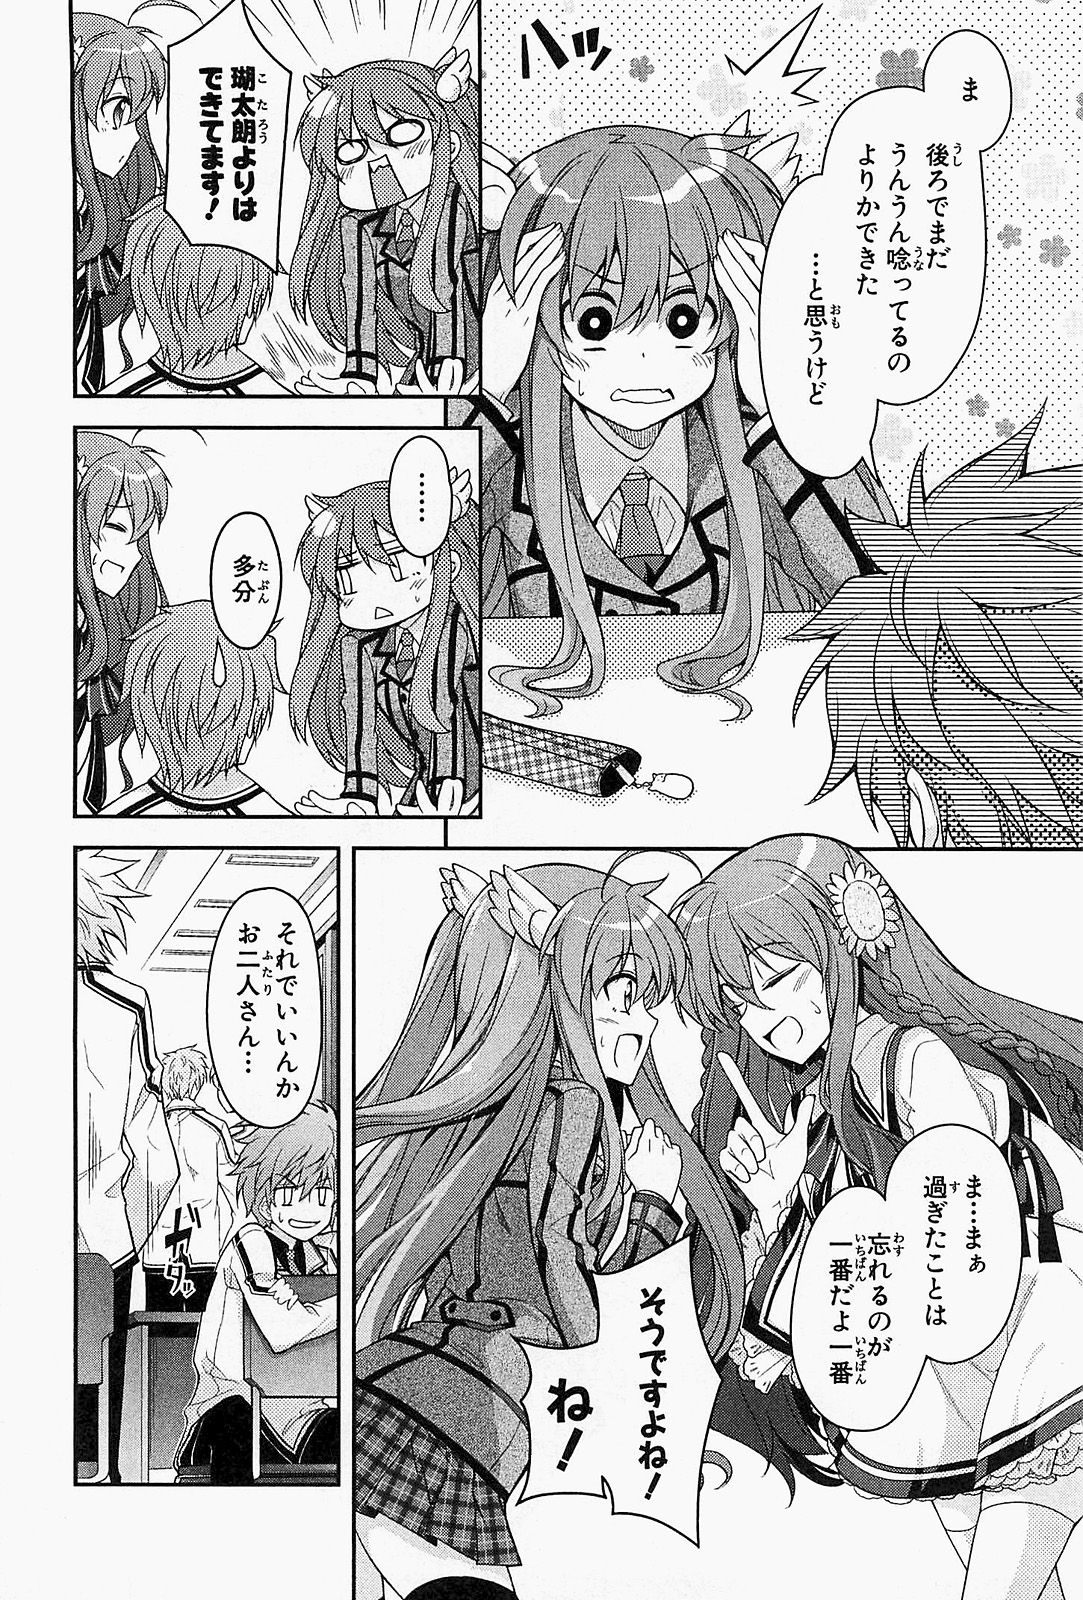 ま
後ろでまだ
うんうん唸ってるの
よりかできた
…と思うけど
ハッ
瑚太朗よりは
できてます！
……
多分
ま…まぁ
過ぎたことは
忘れるのが
一番だよ一番
そうですよね！
ね！
それでいいんか
お二人さん…
ガタッ